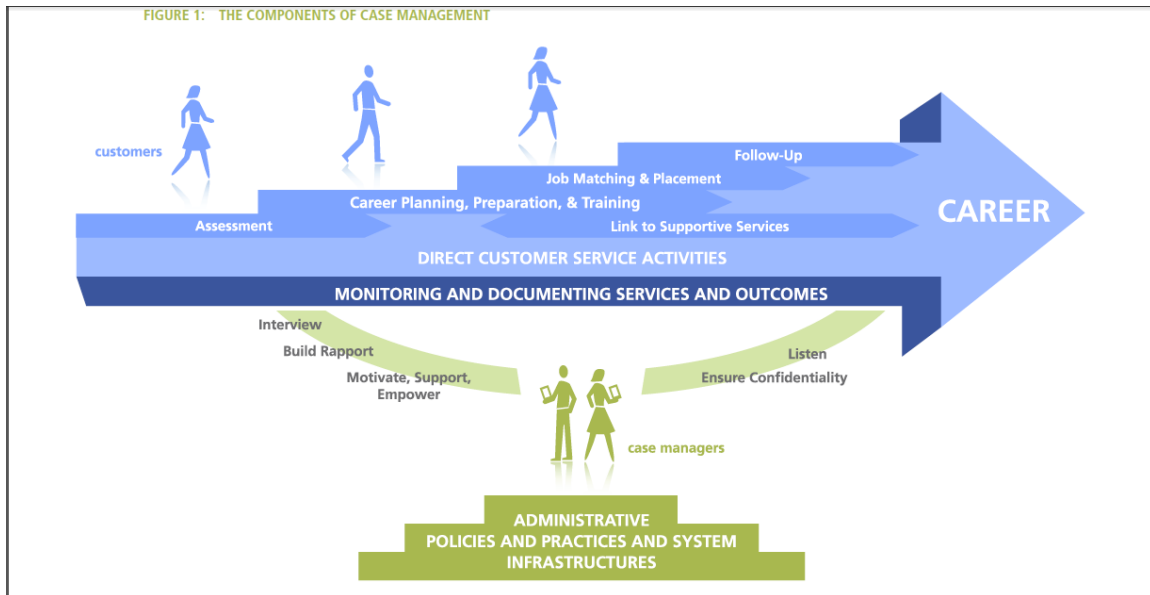 FIGURE 1: THE COMPONENTS OF CASE MANAGEMENT
customers
Follow-Up
Job Matching & Placement
Career Planning, Preparation, & Training
Assessment
Link to Supportive Services
CAREER
DIRECT CUSTOMER SERVICE ACTIVITIES
MONITORING AND DOCUMENTING SERVICES AND OUTCOMES
Interview
Build Rapport
Motivate, Support,
Empower
Listen
Ensure Confidentiality
case managers
ADMINISTRATIVE
POLICIES AND PRACTICES AND SYSTEM
INFRASTRUCTURES